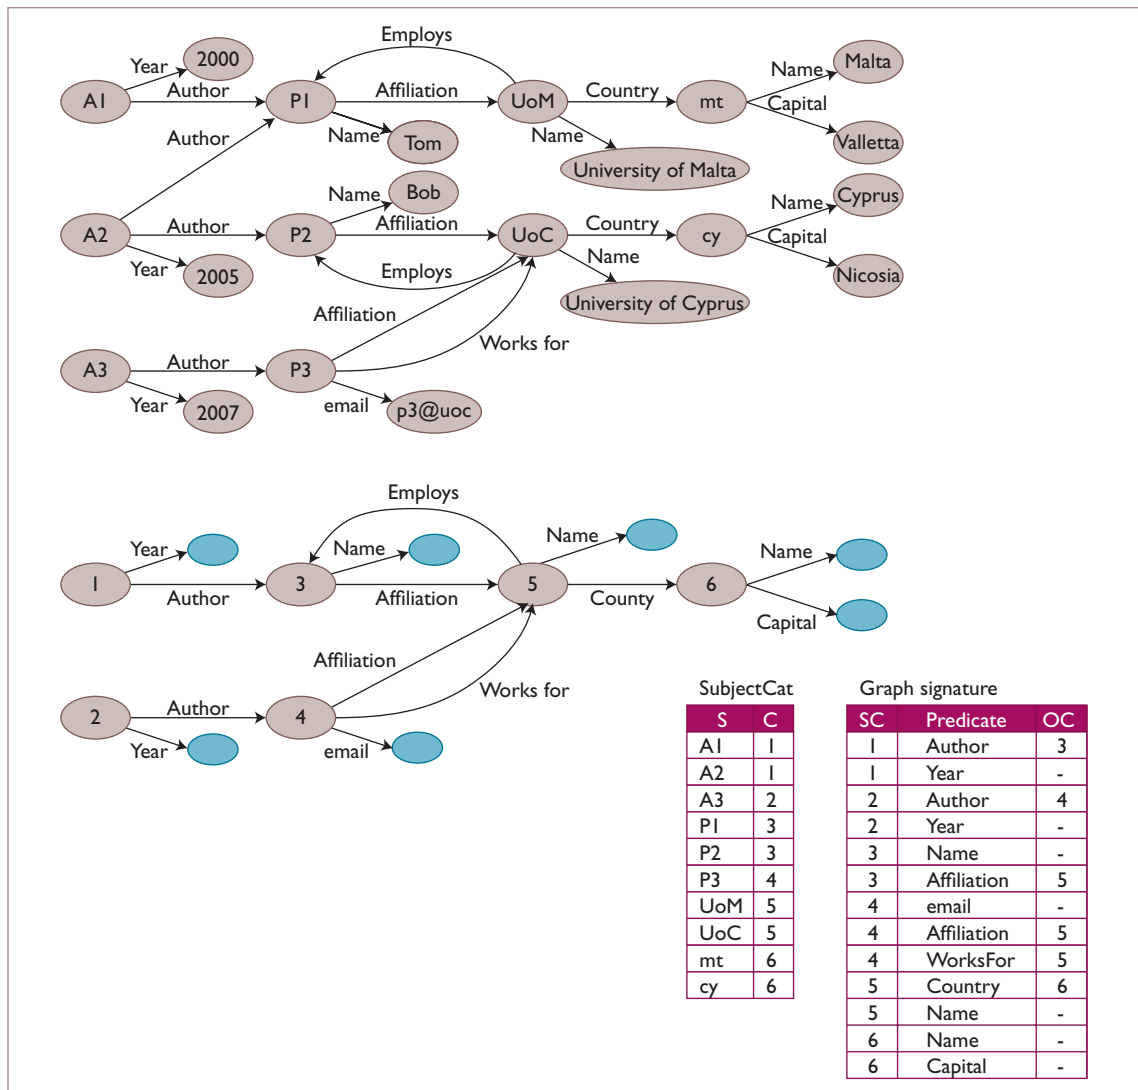 Employs
Year 2000 Name Malta
A1 Author P1 Affiliation UoM Country mt
Capital
Author Name Tom Name Valletta
University of Malta
Name Bob Name Cyprus
A2 Author P2 Affiliation UoC Country cy
Capital
Year 2005 Employs Name Nicosia
University of Cyprus
Affiliation
Works for
A3 Author P3
Year 2007 email p3@uoc
Employs
Year Name Name Name
1 Author 3 Affiliation 5 County 6
Capital
Affiliation
Works for
2 Author 4
Year email
SubjectCat
S C
A1 1
A2 1
A3 2
P1 3
P2 3
P3 4
UoM 5
UoC 5
mt 6
cy 6
Graph signature
SC Predicate OC
1 Author 3
1 Year -
2 Author 4
2 Year -
3 Name -
3 Affiliation 5
4 email -
4 Affiliation 5
4 WorksFor 5
5 Country 6
5 Name -
6 Name -
6 Capital -